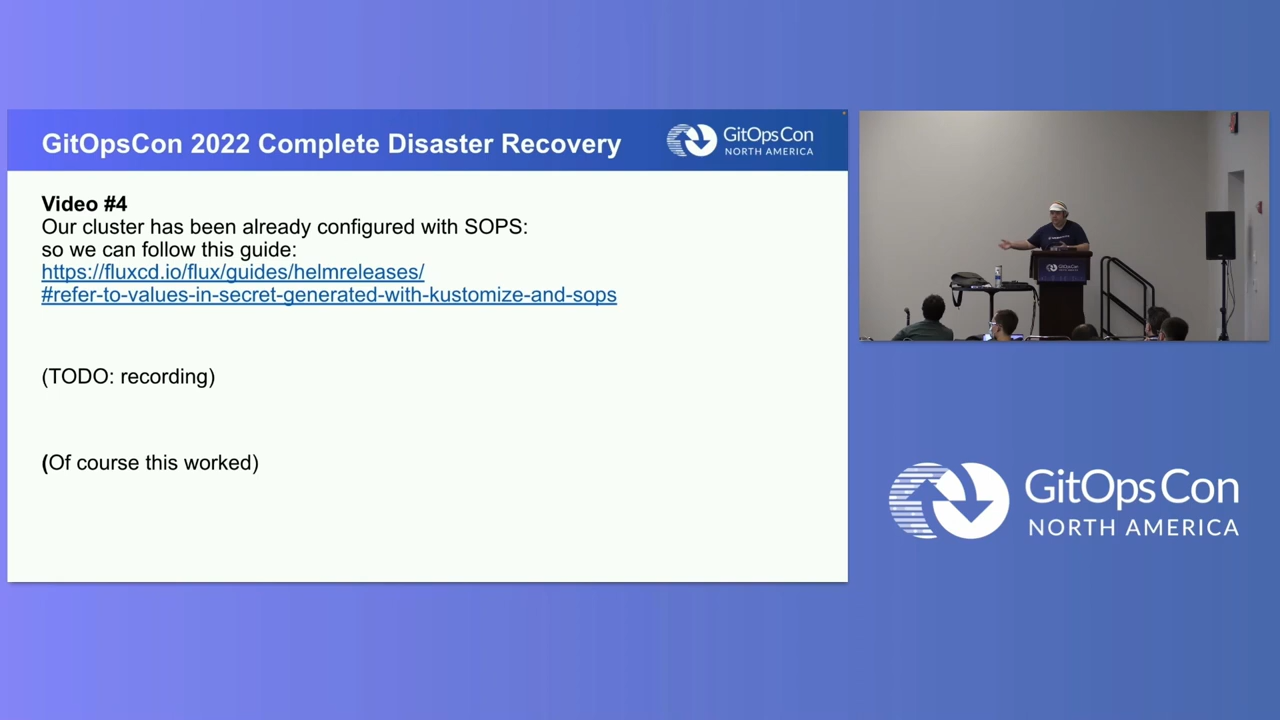 GitOpsCon 2022 Complete Disaster Recovery
GitOpsCon
NORTH AMERICA
Video #4
Our cluster has been already configured with SOPS:
so we can follow this guide:
https://fluxcd.io/flux/guides/helmreleases/
#refer-to-values-in-secret-generated-with-kustomize-and-sops
(TODO: recording)
(Of course this worked)
GitOpsCon
NORTH AMERICA